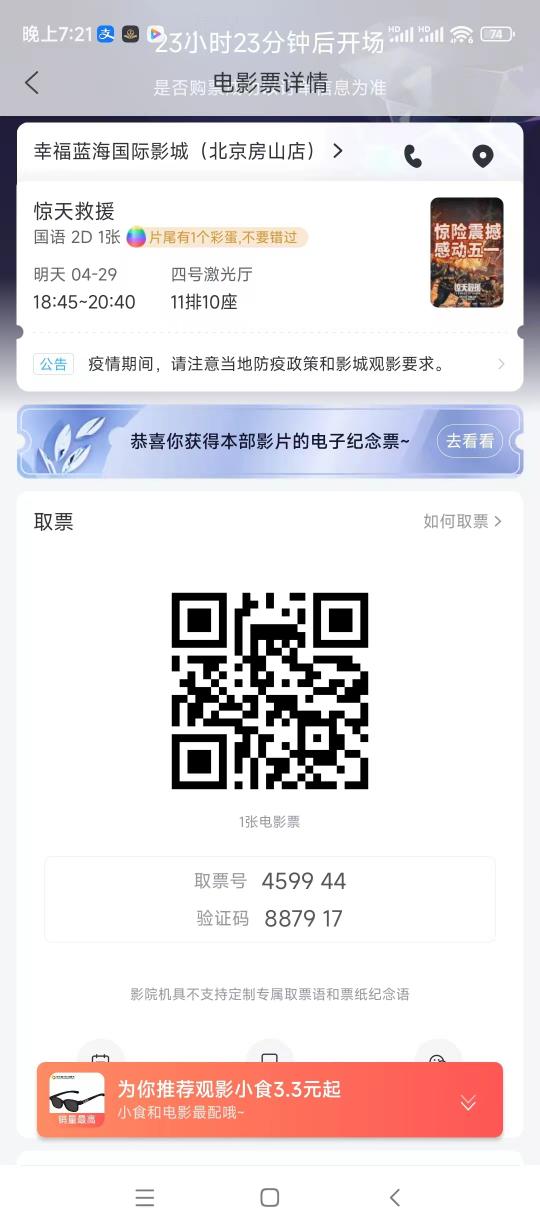 晚上7:21
HD
HD
74
23小时23分钟后开场
电影票详情
幸福蓝海国际影城（北京房山店）
惊天救援
国语 2D 1张
片尾有1个彩蛋,不要错过
明天 04-29
四号激光厅
18:45~20:40
11排10座
惊险震撼
感动五一
惊天救援
公告
疫情期间，请注意当地防疫政策和影城观影要求。
恭喜你获得本部影片的电子纪念票~
去看看
取票
如何取票
1张电影票
取票号 4599 44
验证码 8879 17
影院机具不支持定制专属取票语和票纸纪念语
为你推荐观影小食3.3元起
小食和电影最配哦~
销量最高